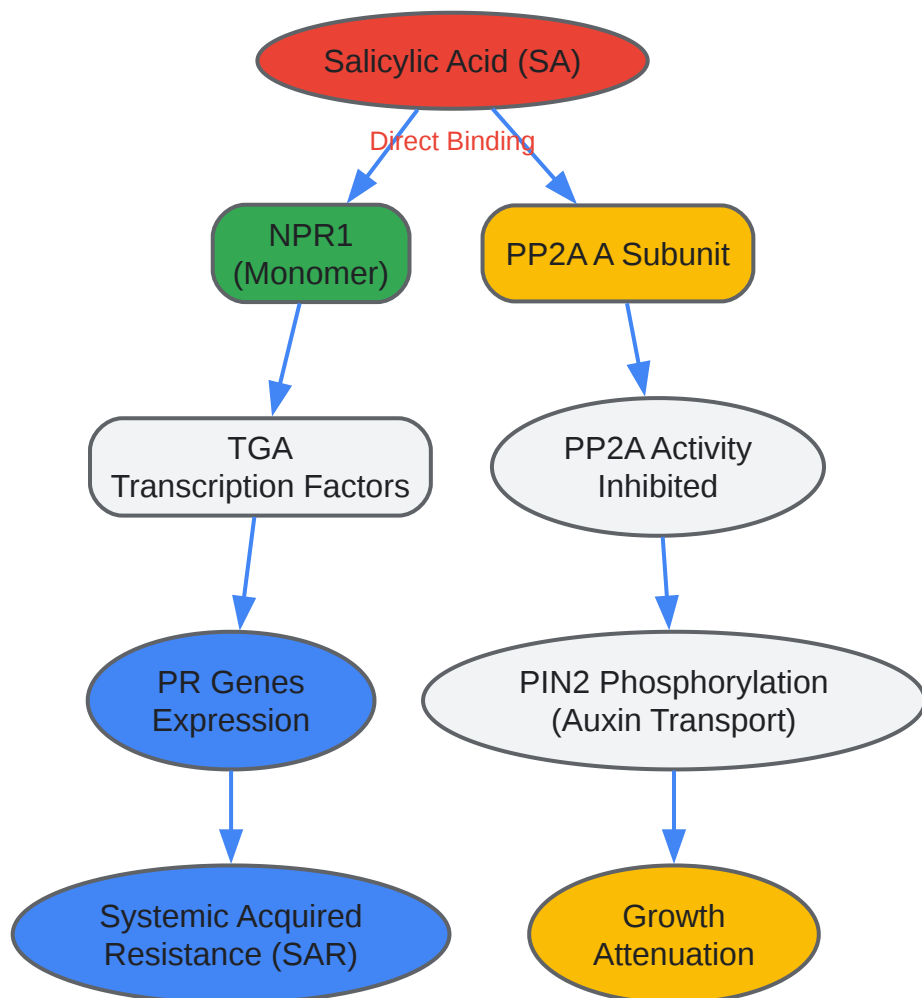 Salicylic Acid (SA)
Direct Binding
NPR1
(Monomer)
PP2A A Subunit
TGA
Transcription Factors
PP2A Activity
Inhibited
PR Genes
Expression
PIN2 Phosphorylation
(Auxin Transport)
Systemic Acquired
Resistance (SAR)
Growth
Attenuation